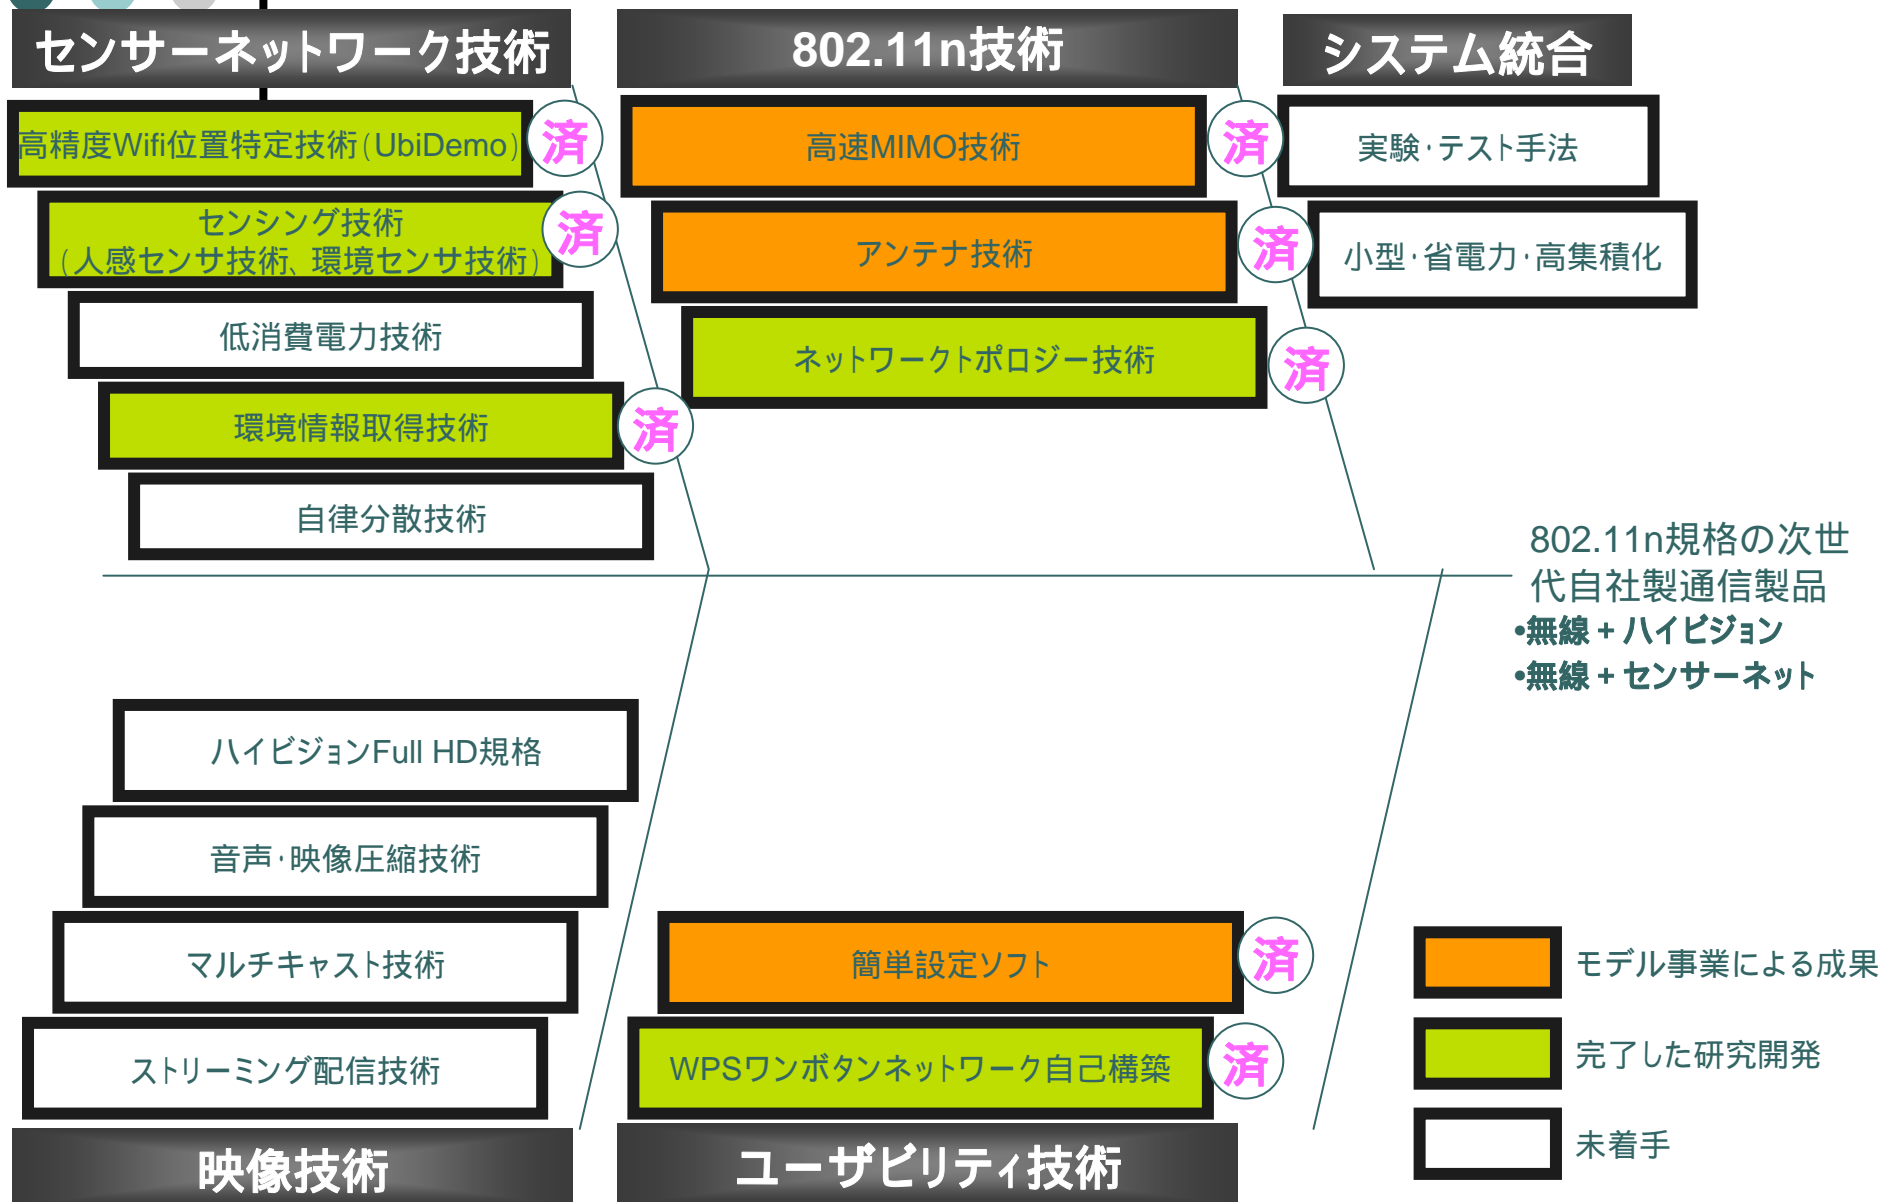 センサーネットワーク技術
高精度Wifi位置特定技術(UbiDemo)
済
センシング技術
(人感センサ技術、環境センサ技術)
済
低消費電力技術
環境情報取得技術
済
自律分散技術
802.11n技術
高速MIMO技術
済
アンテナ技術
済
ネットワークトポロジー技術
済
システム統合
実験・テスト手法
小型・省電力・高集積化
802.11n規格の次世
代自社製通信製品
•無線+ハイビジョン
•無線+センサーネット
ハイビジョンFull HD規格
音声・映像圧縮技術
マルチキャスト技術
ストリーミング配信技術
映像技術
簡単設定ソフト
済
WPSワンボタンネットワーク自己構築
済
ユーザビリティ技術
モデル事業による成果
完了した研究開発
未着手